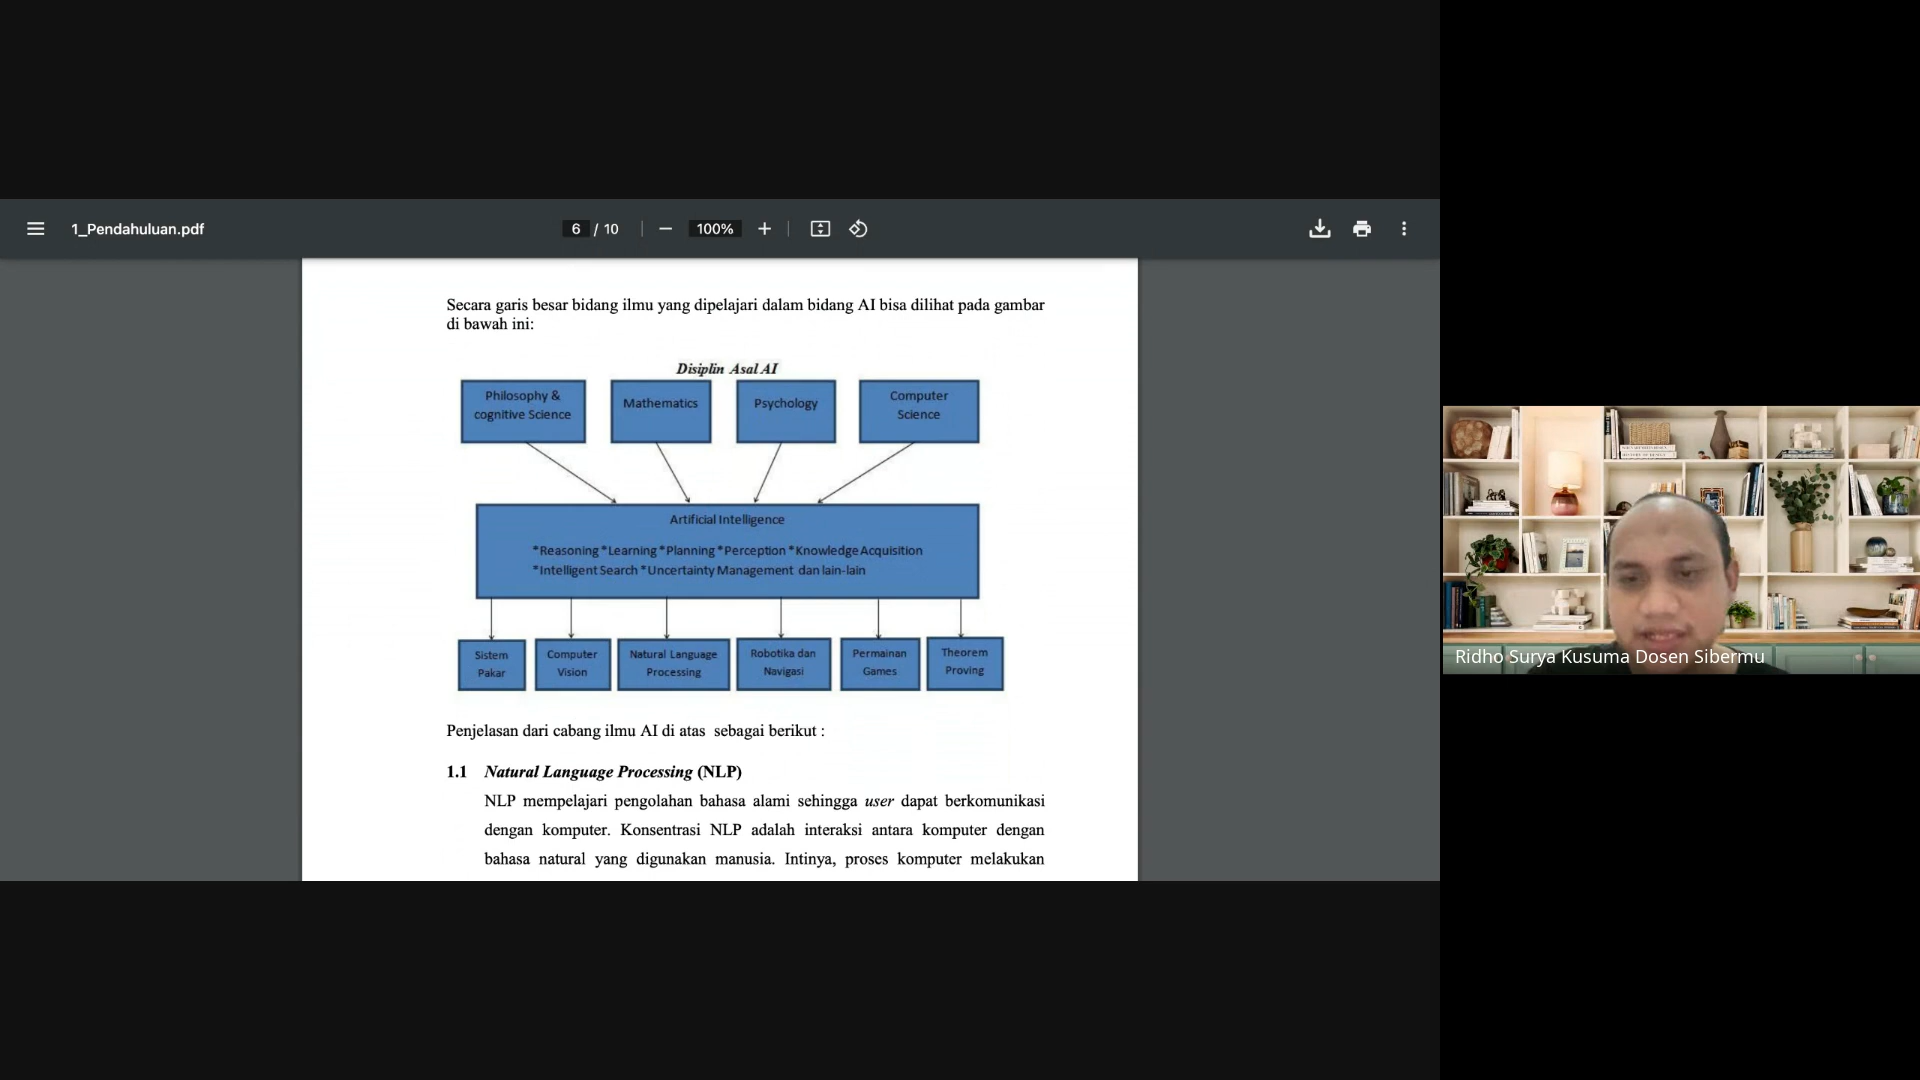 1_Pendahuluan.pdf
6 / 10
100%
Secara garis besar bidang ilmu yang dipelajari dalam bidang AI bisa dilihat pada gambar
di bawah ini:
Disiplin Asal AI
Philosophy &
cognitive Science
Mathematics
Psychology
Computer
Science
Artificial Intelligence
*Reasoning *Learning *Planning *Perception *Knowledge Acquisition
*Intelligent Search *Uncertainty Management dan lain-lain
Sistem
Pakar
Computer
Vision
Natural Language
Processing
Robotika dan
Navigasi
Permainan
Games
Theorem
Proving
Penjelasan dari cabang ilmu AI di atas sebagai berikut :
1.1 Natural Language Processing (NLP)
NLP mempelajari pengolahan bahasa alami sehingga user dapat berkomunikasi
dengan komputer. Konsentrasi NLP adalah interaksi antara komputer dengan
bahasa natural yang digunakan manusia. Intinya, proses komputer melakukan
Ridho Surya Kusuma Dosen Sibermu